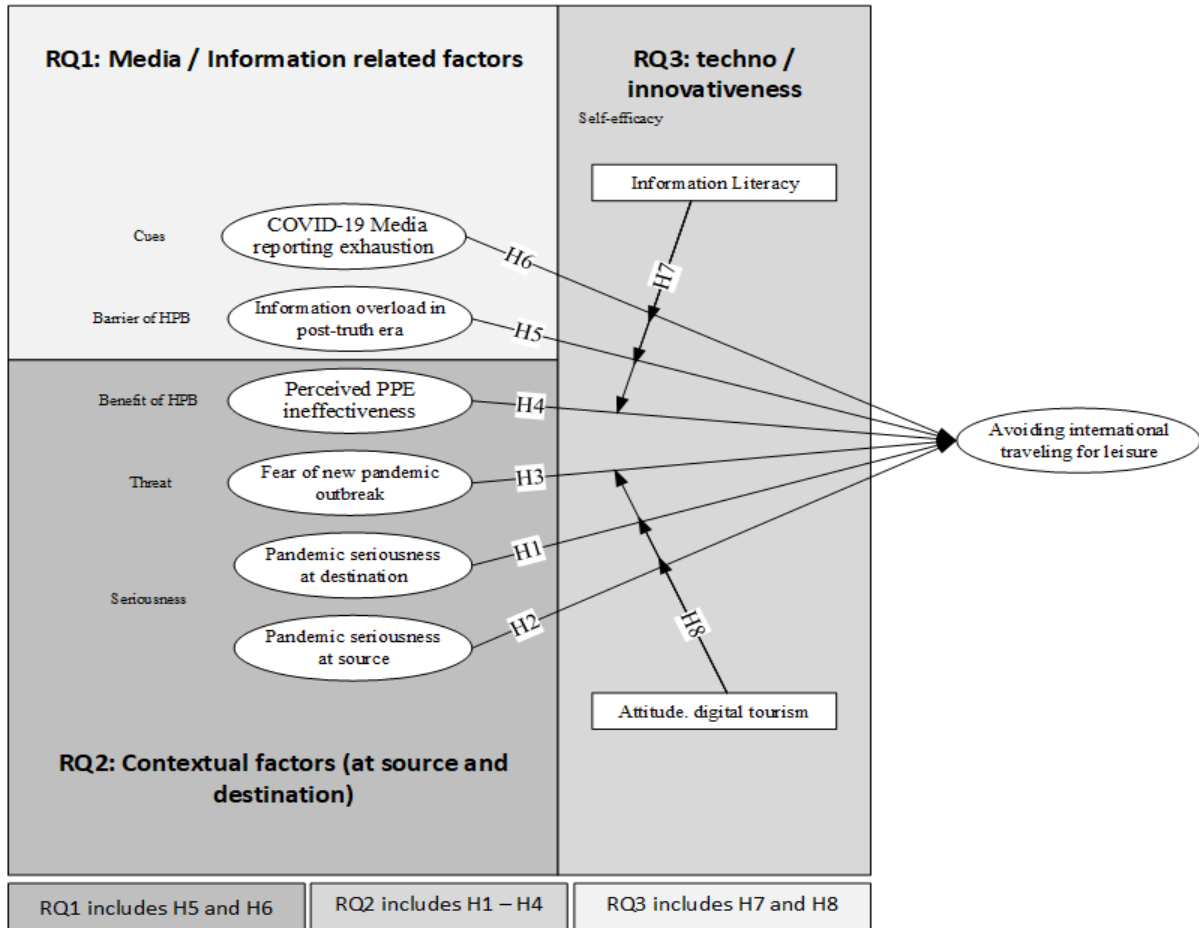 RQ1: Media / Information related factors
RQ3: techno /
innovativeness
Self-efficacy
Information Literacy
Cues
COVID-19 Media
reporting exhaustion
H6
H7
Barrier of HPB
Information overload in
post-truth era
H5
Benefit of HPB
Perceived PPE
ineffectiveness
H4
Avoiding international
traveling for leisure
Threat
Fear of new pandemic
outbreak
H3
Pandemic seriousness
at destination
H1
Seriousness
Pandemic seriousness
at source
H2
H8
Attitude. digital tourism
RQ2: Contextual factors (at source and
destination)
RQ1 includes H5 and H6
RQ2 includes H1 – H4
RQ3 includes H7 and H8